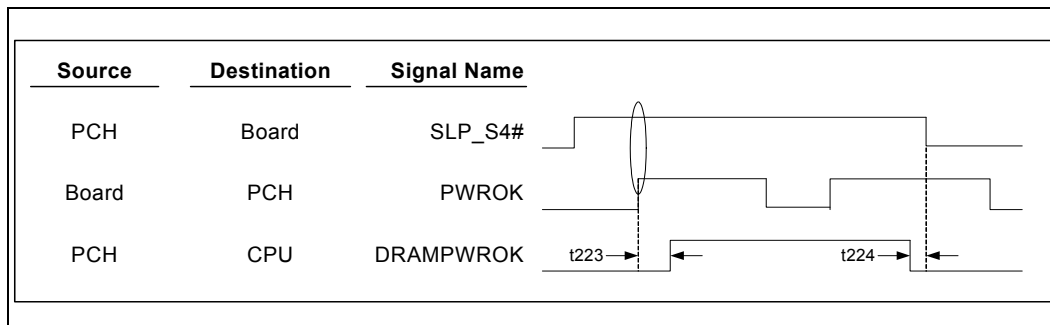 Source Destination Signal Name
PCH Board SLP_S4#
Board PCH PWROK
PCH CPU DRAMPWROK t223 t224